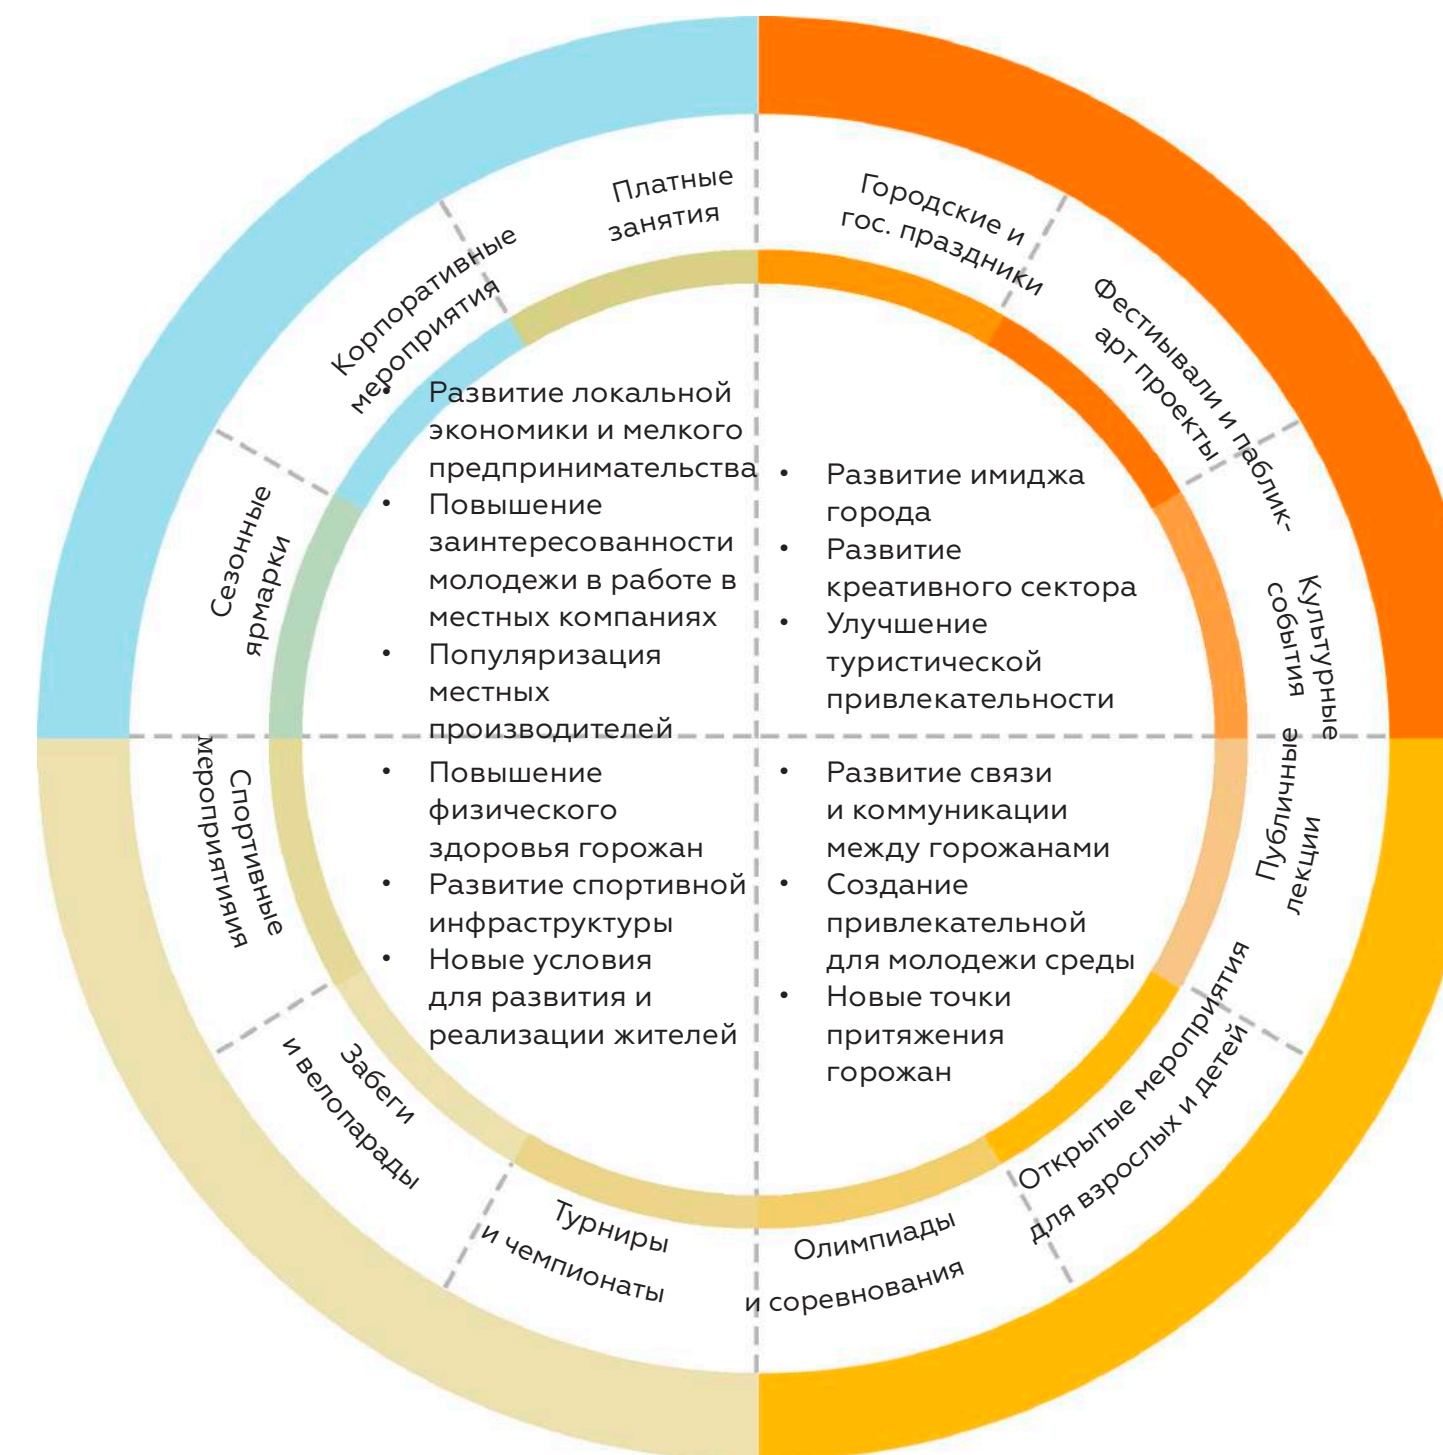 Платные
занятия
Городские и
гос. праздники
Фестиывали и паблик-
арт проекты
Культурные
события
Публичные
лекции
Открытые мероприятия
для взрослых и детей
Олимпиады
и соревнования
Турниры
и чемпионаты
Забеги
и велопарады
Спортивные
мероприятияия
Сезонные
ярмарки
Корпоративные
мероприятия
• Развитие локальной
экономики и мелкого
предпринимательства
• Повышение
заинтересованности
молодежи в работе в
местных компаниях
• Популяризация
местных
производителей
• Развитие имиджа
города
• Развитие
креативного сектора
• Улучшение
туристической
привлекательности
• Повышение
физического
здоровья горожан
• Развитие спортивной
инфраструктуры
• Новые условия
для развития и
реализации жителей
• Развитие связи
и коммуникации
между горожанами
• Создание
привлекательной
для молодежи среды
• Новые точки
притяжения
горожан